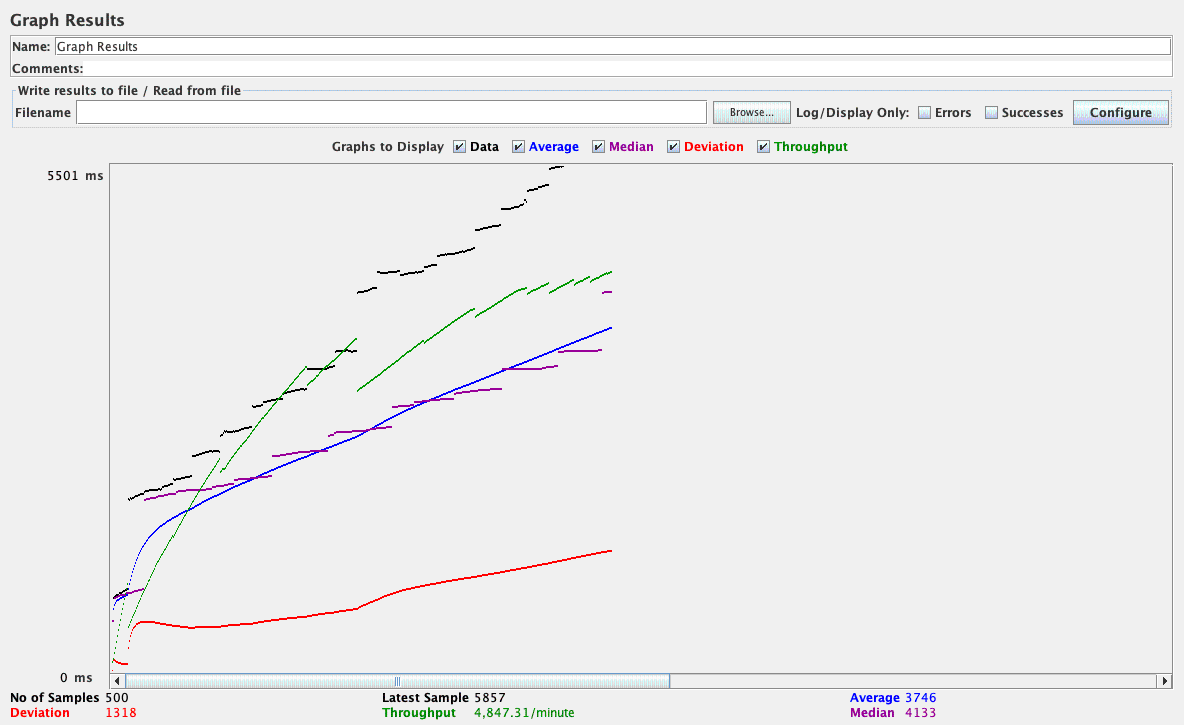 Graph Results
Name: Graph Results
Comments:
Write results to file / Read from file
Filename Browse... Log/Display Only: Errors Successes Configure
Graphs to Display Data Average Median Deviation Throughput
5501 ms
0 ms
No of Samples 500 Latest Sample 5857 Average 3746
Deviation 1318 Throughput 4,847.31/minute Median 4133